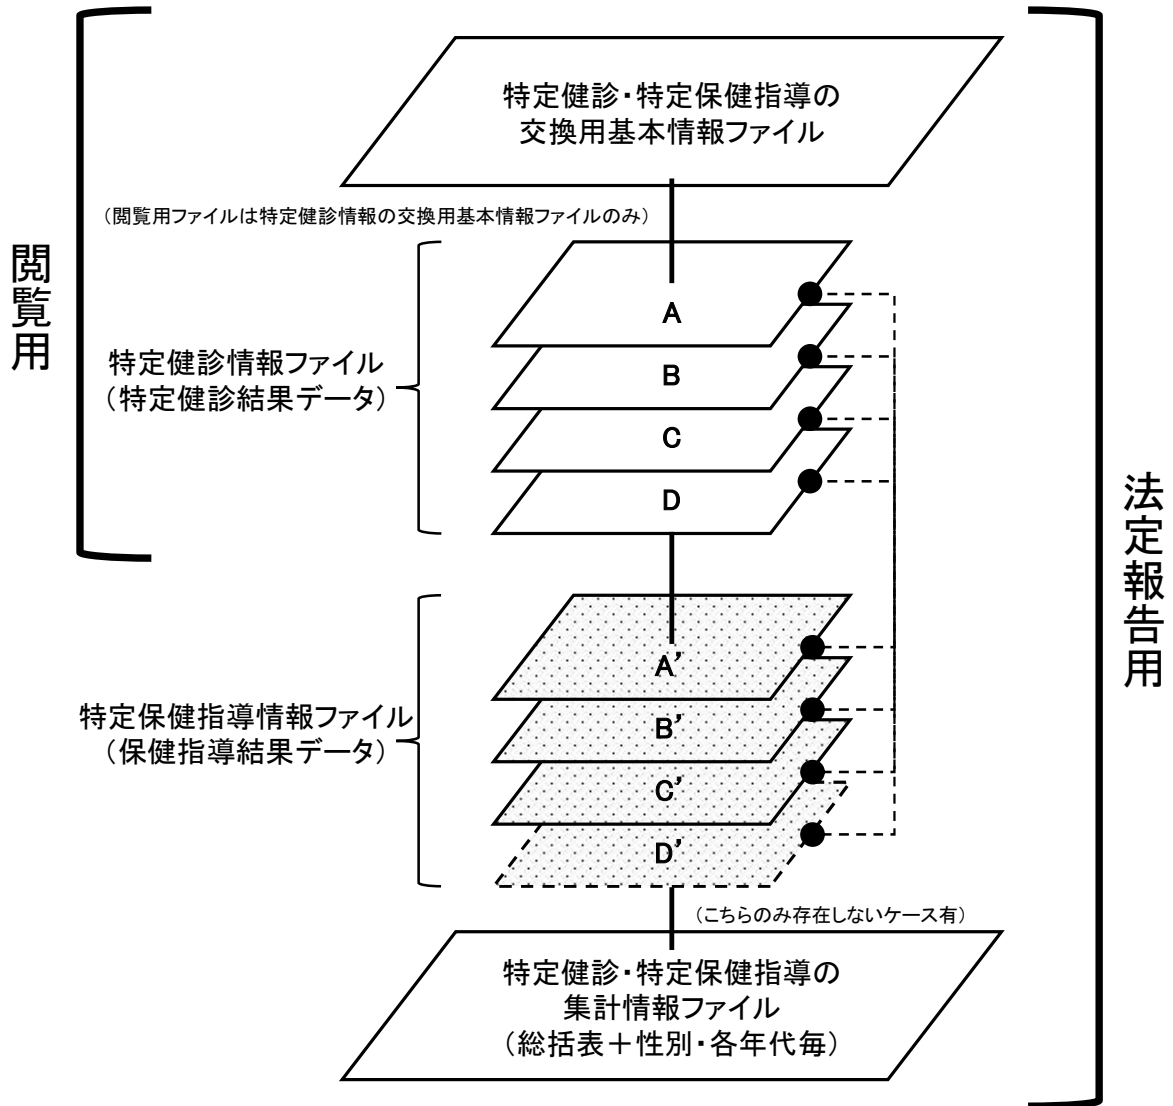 特定健診・特定保健指導の
交換用基本情報ファイル
（閲覧用ファイルは特定健診情報の交換用基本情報ファイルのみ）
閲覧用
特定健診情報ファイル
（特定健診結果データ）
A
B
C
D
法定報告用
特定保健指導情報ファイル
（保健指導結果データ）
A’
B’
C’
D’
（こちらのみ存在しないケース有）
特定健診・特定保健指導の
集計情報ファイル
（総括表＋性別・各年代毎）